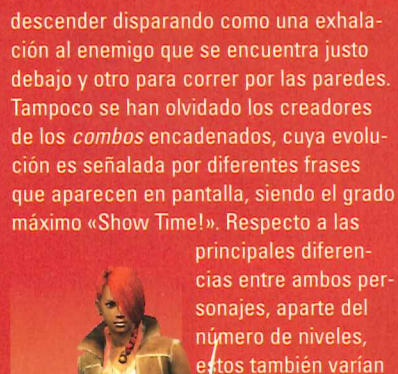 descender disparando como una exhala-
ción al enemigo que se encuentra justo
debajo y otro para correr por las paredes.
Tampoco se han olvidado los creadores
de los combos encadenados, cuya evolu-
ción es señalada por diferentes frases
que aparecen en pantalla, siendo el grado
máximo «Show Time!». Respecto a las
principales diferen-
cias entre ambos per-
sonajes, aparte del
número de niveles,
estos también varían